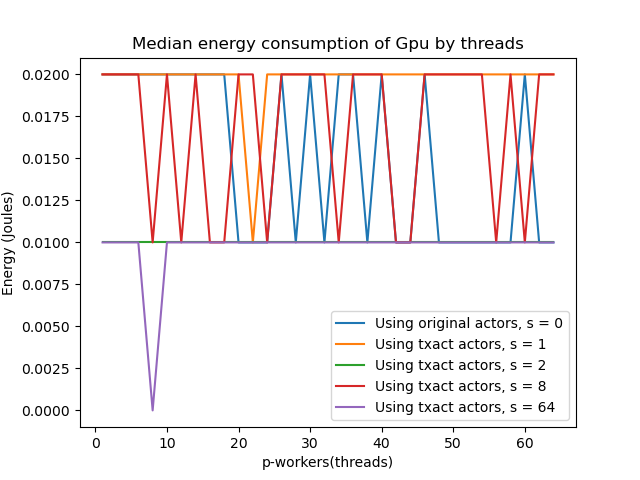 Median energy consumption of Gpu by threads
Energy (Joules)
0.0200
0.0175
0.0150
0.0125
0.0100
0.0075
0.0050
0.0025
0.0000
Using original actors, s = 0
Using txact actors, s = 1
Using txact actors, s = 2
Using txact actors, s = 8
Using txact actors, s = 64
0 10 20 30 40 50 60
p-workers(threads)